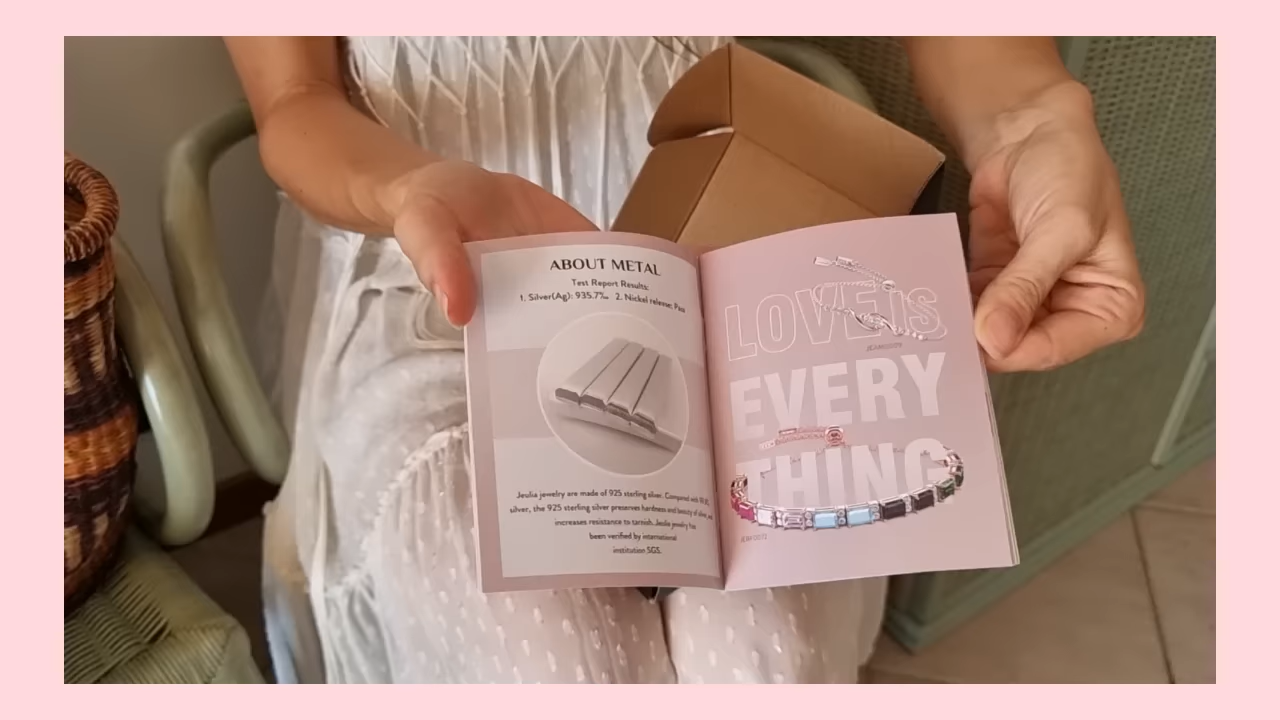 ABOUT METAL
Test Report Results:
1. Silver(Ag): 935.7‰ 2. Nickel release: Pass
Jeulia jewelry are made of 925 sterling silver. Compared with
silver, the 925 sterling silver preserves hardness and beauty of silver, and
increases resistance to tarnish. Jeulia jewelry has
been verified by international
institution SGS.
LOVE IS
EVERY
THING